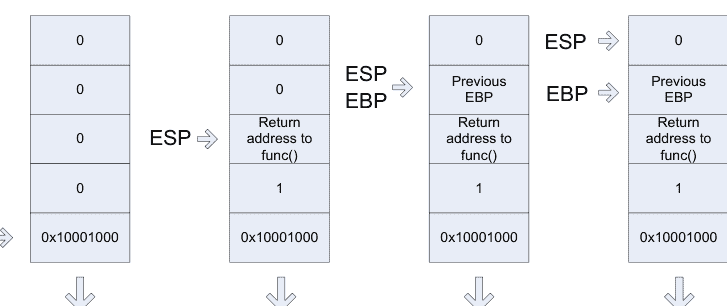 0
0
0
0
0x10001000
ESP
0
0
Return
address to
func()
1
0x10001000
ESP
EBP
0
Previous
EBP
Return
address to
func()
1
0x10001000
ESP
EBP
0
Previous
EBP
Return
address to
func()
1
0x10001000